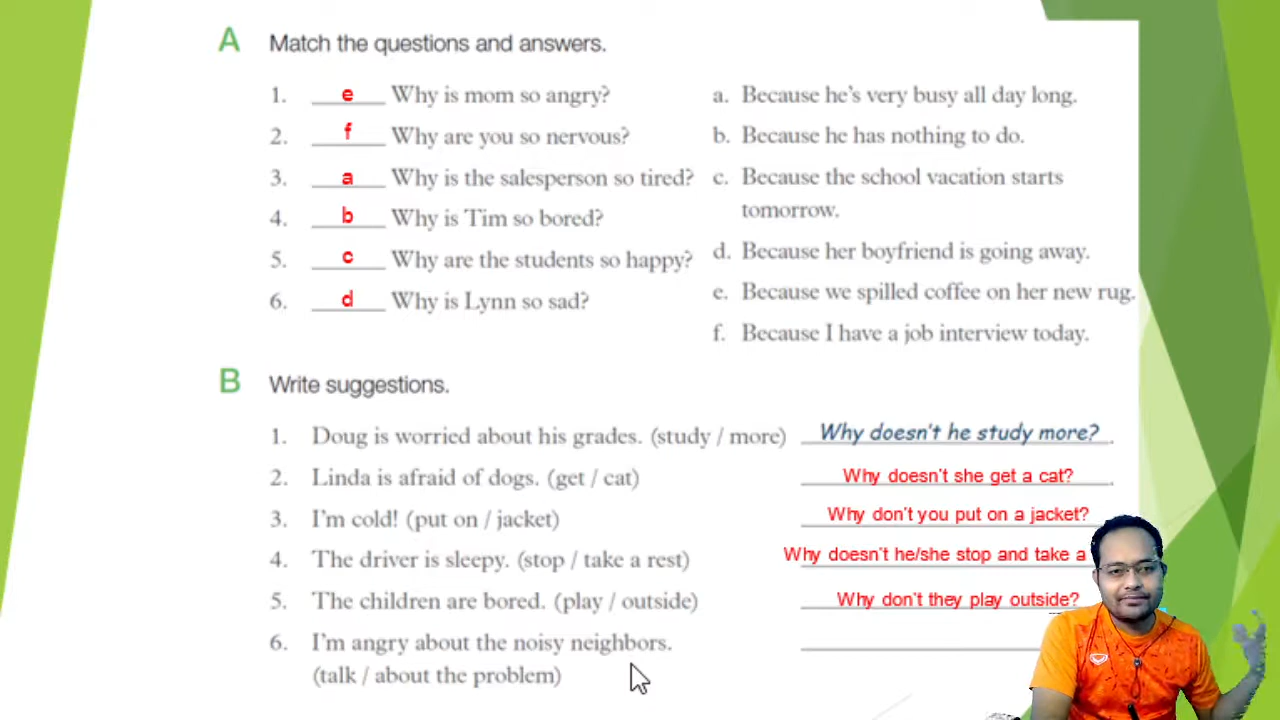 A Match the questions and answers.
1. e Why is mom so angry? a. Because he's very busy all day long.
2. f Why are you so nervous? b. Because he has nothing to do.
3. a Why is the salesperson so tired? c. Because the school vacation starts
tomorrow.
4. b Why is Tim so bored?
5. c Why are the students so happy? d. Because her boyfriend is going away.
6. d Why is Lynn so sad? e. Because we spilled coffee on her new rug.
f. Because I have a job interview today.
B Write suggestions.
1. Doug is worried about his grades. (study / more) Why doesn't he study more? .
2. Linda is afraid of dogs. (get / cat) Why doesn't she get a cat? .
3. I'm cold! (put on / jacket) Why don't you put on a jacket?
4. The driver is sleepy. (stop / take a rest) Why doesn't he/she stop and take a
5. The children are bored. (play / outside) Why don't they play outside?
6. I'm angry about the noisy neighbors.
(talk / about the problem)